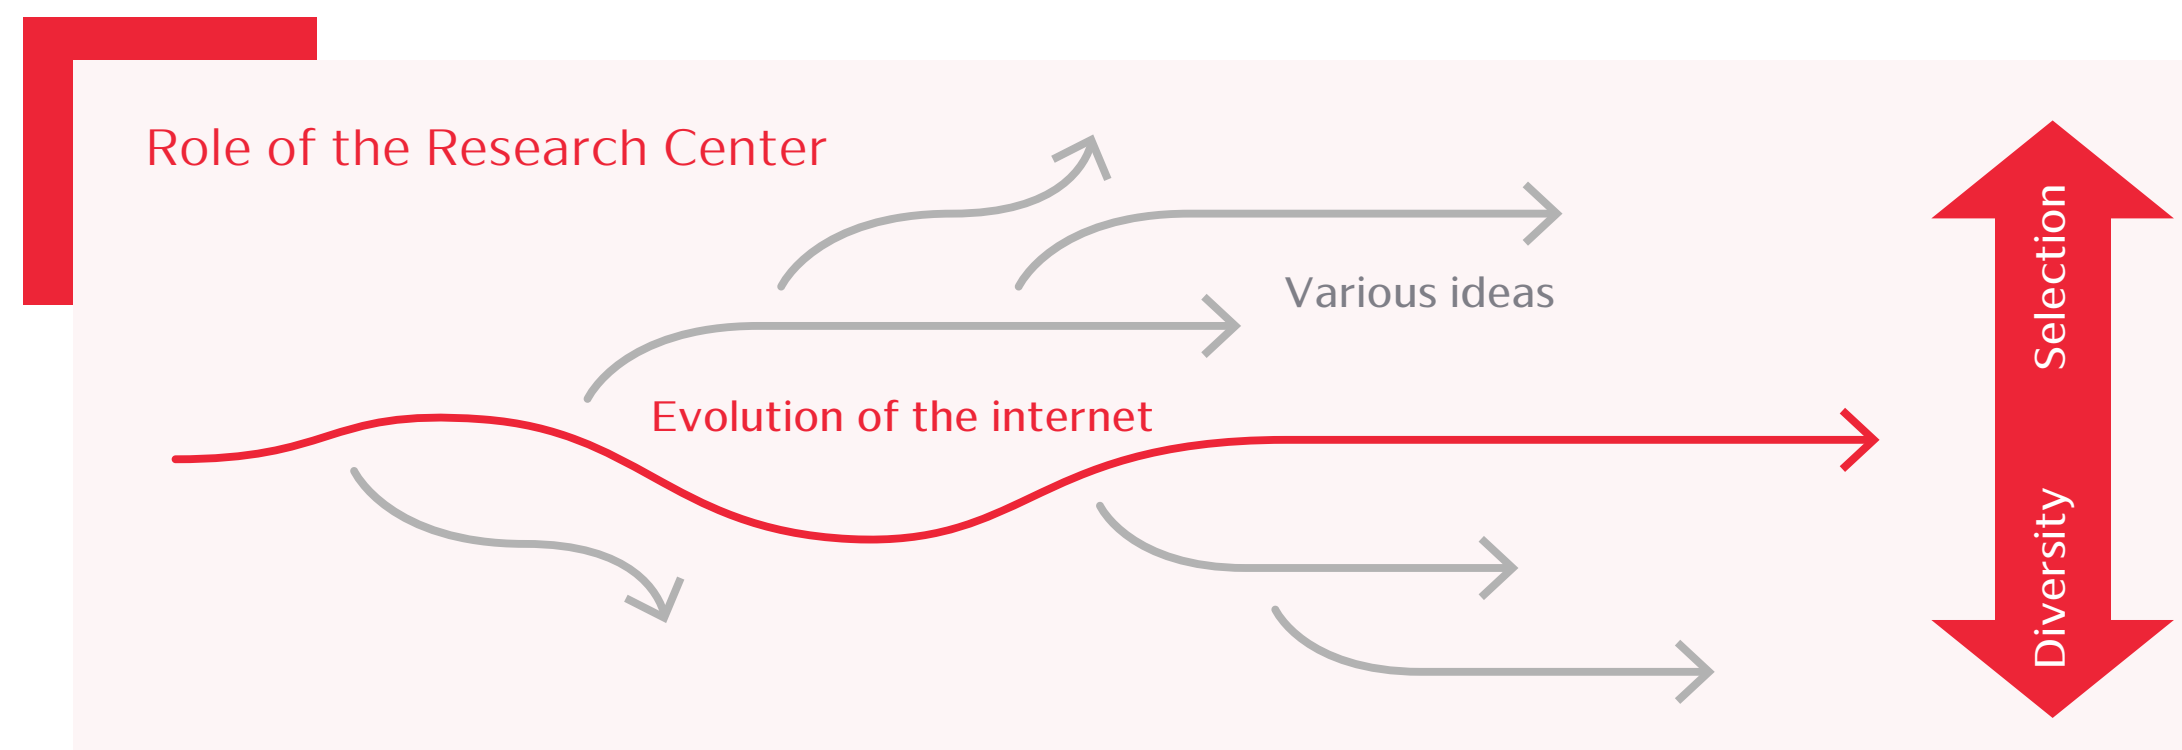 Role of the Research Center
Various ideas
Evolution of the internet
Selection
Diversity